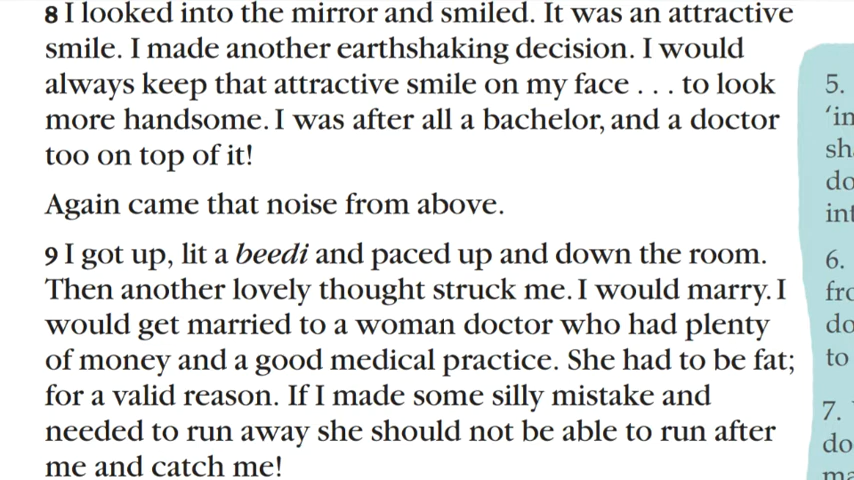 8 I looked into the mirror and smiled. It was an attractive
smile. I made another earthshaking decision. I would
always keep that attractive smile on my face . . . to look
more handsome. I was after all a bachelor, and a doctor
too on top of it!
Again came that noise from above.
9 I got up, lit a beedi and paced up and down the room.
Then another lovely thought struck me. I would marry. I
would get married to a woman doctor who had plenty
of money and a good medical practice. She had to be fat;
for a valid reason. If I made some silly mistake and
needed to run away she should not be able to run after
me and catch me!
5.
6.
to
7.